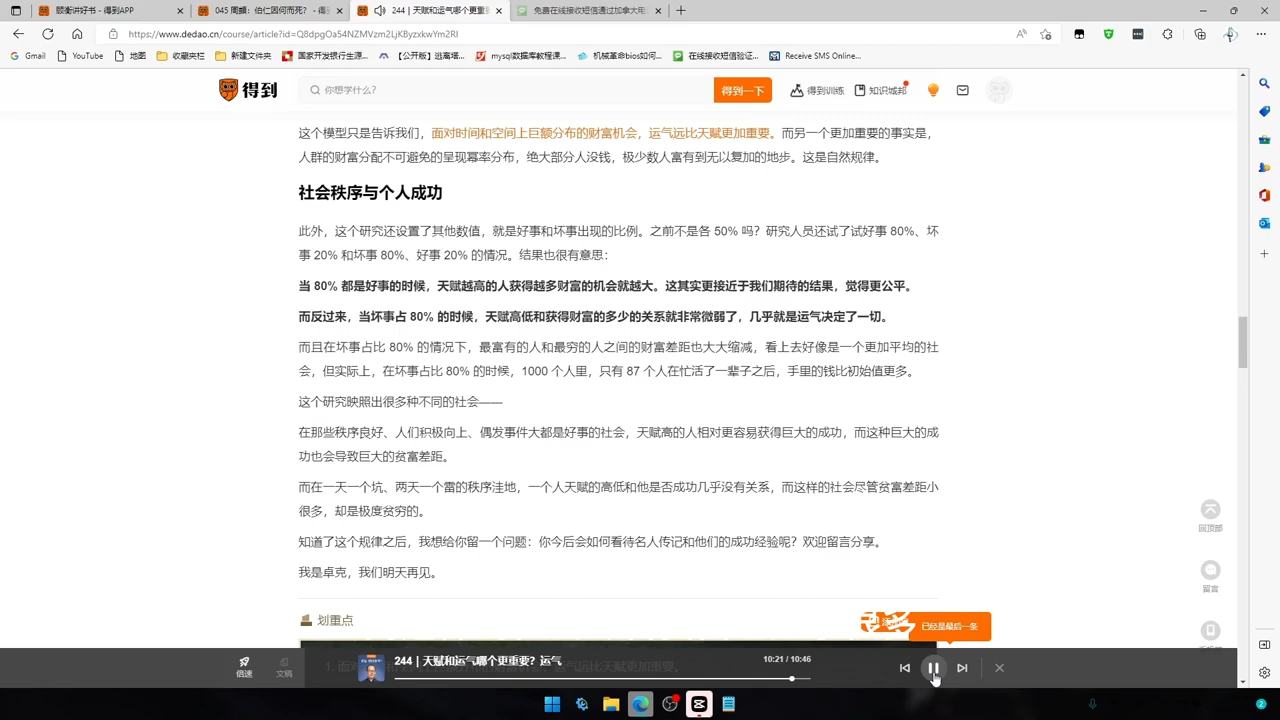 顾衡讲好书 - 得到APP
045 周顗：伯仁因何而死？ - 得
244｜天赋和运气哪个更重
免费在线接收短信通过加拿大电
https://www.dedao.cn/course/article?id=Q8dpgOa54NZMVzm2LjKByzxkwYm2RI
Gmail
YouTube
地图
收藏夹栏
新建文件夹
国家开发银行生源...
【公开版】逃离塔...
mysql数据库教程课...
机械革命bios如何...
在线接收短信验证...
Receive SMS Online...
得到
你想学什么?
得到一下
得到训练
知识城邦
这个模型只是告诉我们，面对时间和空间上巨额分布的财富机会，运气远比天赋更加重要。而另一个更加重要的事实是，
人群的财富分配不可避免的呈现幂率分布，绝大部分人没钱，极少数人富有到无以复加的地步。这是自然规律。
社会秩序与个人成功
此外，这个研究还设置了其他数值，就是好事和坏事出现的比例。之前不是各 50% 吗？研究人员还试了试好事 80%、坏
事 20% 和坏事 80%、好事 20% 的情况。结果也很有意思：
当 80% 都是好事的时候，天赋越高的人获得越多财富的机会就越大。这其实更接近于我们期待的结果，觉得更公平。
而反过来，当坏事占 80% 的时候，天赋高低和获得财富的多少的关系就非常微弱了，几乎就是运气决定了一切。
而且在坏事占比 80% 的情况下，最富有的人和最穷的人之间的财富差距也大大缩减，看上去好像是一个更加平均的社
会，但实际上，在坏事占比 80% 的时候，1000 个人里，只有 87 个人在忙活了一辈子之后，手里的钱比初始值更多。
这个研究映照出很多种不同的社会——
在那些秩序良好、人们积极向上、偶发事件大都是好事的社会，天赋高的人相对更容易获得巨大的成功，而这种巨大的成
功也会导致巨大的贫富差距。
而在一天一个坑、两天一个雷的秩序洼地，一个人天赋的高低和他是否成功几乎没有关系，而这样的社会尽管贫富差距小
很多，却是极度贫穷的。
知道了这个规律之后，我想给你留一个问题：你今后会如何看待名人传记和他们的成功经验呢？欢迎留言分享。
我是卓克，我们明天再见。
回顶部
留言
划重点
已经是最后一条
倍速
文稿
244｜天赋和运气哪个更重要？运气
10:21 / 10:46
1. 面
运气远比天赋更加重要。
2